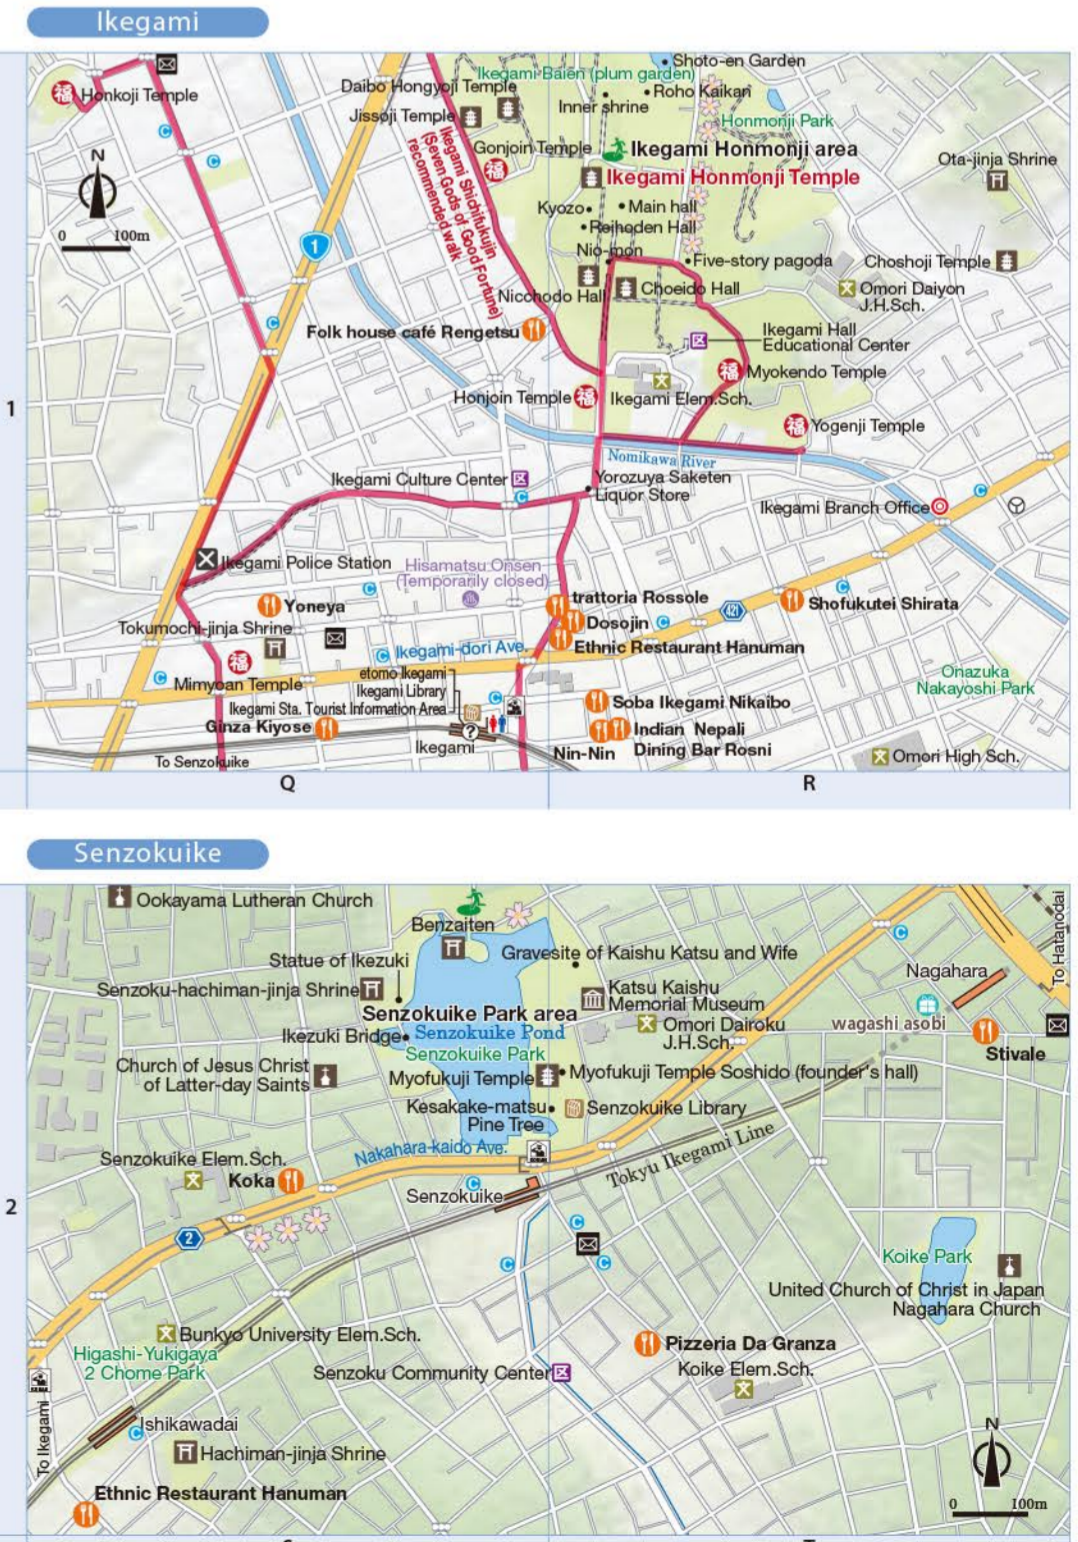 Ikegami
Shoto-en Garden
Ikegami Baien (plum garden)
Daibo Hongyoji Temple
Roho Kaikan
福
Honkoji Temple
Inner shrine
Jissoji Temple
Honmonji Park
Gonjoin Temple
Ikegami Honmonji area
Ota-jinja Shrine
福
Ikegami Honmonji Temple
N
Ikegami Shichifukujin
(Seven Gods of Good Fortune)
recommended walk
Kyozo
Main hall
Reihoden Hall
0 100m
1
Nio-mon
Five-story pagoda
Choshoji Temple
Nicchodo Hall
Choeido Hall
Omori Daiyon
J.H.Sch.
Folk house café Rengetsu
区
Ikegami Hall
Educational Center
福
Myokendo Temple
Honjoin Temple
福
Ikegami Elem.Sch.
1
福
Yogenji Temple
Nomikawa River
Ikegami Culture Center
区
Yorozuya Saketen
Liquor Store
Ikegami Branch Office
Ikegami Police Station
Hisamatsu Onsen
(Temporarily closed)
trattoria Rossole
Yoneya
421
Shofukutei Shirata
Dosojin
Tokumochi-jinja Shrine
Ethnic Restaurant Hanuman
Ikegami-dori Ave.
福
Mimyoan Temple
etomo Ikegami
Ikegami Library
Ikegami Sta. Tourist Information Area
Onazuka
Nakayoshi Park
Soba Ikegami Nikaibo
Ginza Kiyose
?
Indian Nepali
Dining Bar Rosni
Ikegami
Nin-Nin
Omori High Sch.
To Senzokuike
Q
R
Senzokuike
Ookayama Lutheran Church
To Hatanodai
Benzaiten
Statue of Ikezuki
Gravesite of Kaishu Katsu and Wife
Nagahara
Senzoku-hachiman-jinja Shrine
Katsu Kaishu
Memorial Museum
Senzokuike Park area
Omori Dairoku
J.H.Sch.
wagashi asobi
Ikezuki Bridge
Senzokuike Pond
Senzokuike Park
Stivale
Church of Jesus Christ
of Latter-day Saints
Myofukuji Temple
Myofukuji Temple Soshido (founder's hall)
Kesakake-matsu
Pine Tree
Senzokuike Library
Nakahara-kaido Ave.
Tokyu Ikegami Line
Senzokuike Elem.Sch.
Koka
Senzokuike
2
2
Koike Park
United Church of Christ in Japan
Nagahara Church
Bunkyo University Elem.Sch.
Pizzeria Da Granza
Higashi-Yukigaya
2 Chome Park
Senzoku Community Center
区
Koike Elem.Sch.
To Ikegami
Ishikawadai
N
Hachiman-jinja Shrine
Ethnic Restaurant Hanuman
0 100m